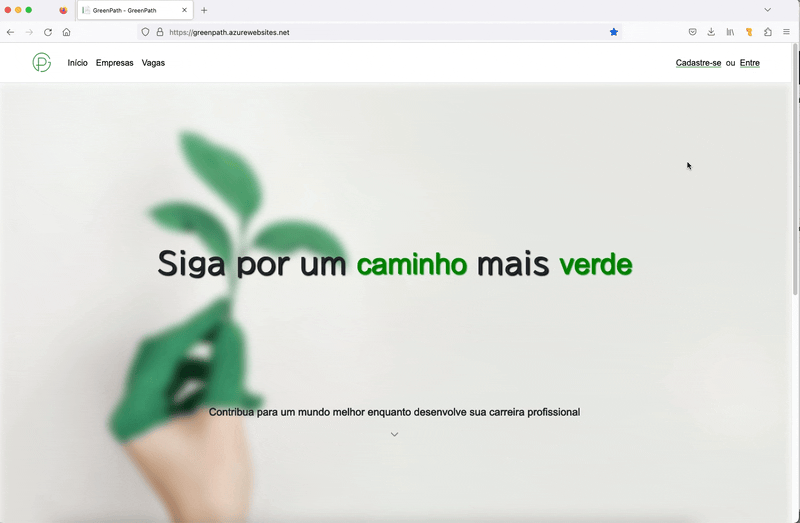 GreenPath - GreenPath
https://greenpath.azurewebsites.net
Início Empresas Vagas
Cadastre-se ou Entre
Siga por um caminho mais verde
Contribua para um mundo melhor enquanto desenvolve sua carreira profissional